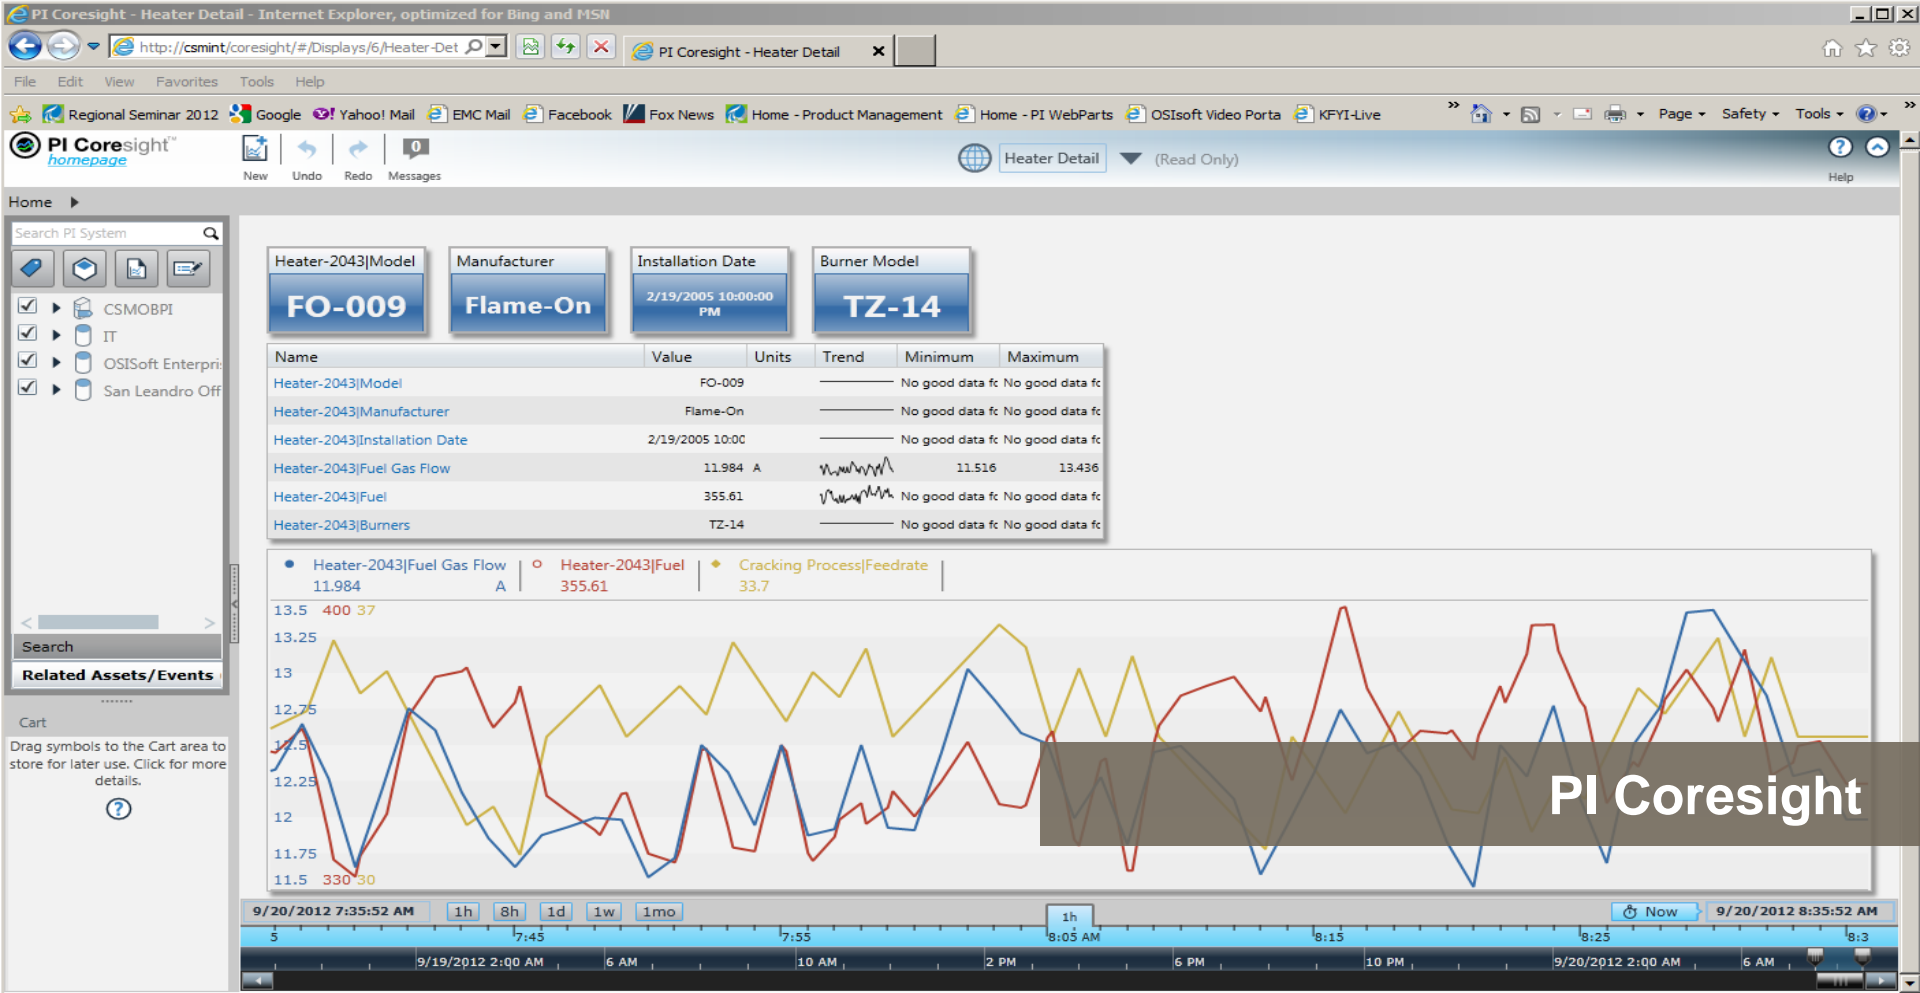 PI Coresight - Heater Detail - Internet Explorer, optimized for Bing and MSN
http://csmint/coresight/#/Displays/6/Heater-Det
PI Coresight - Heater Detail
File Edit View Favorites Tools Help
Regional Seminar 2012 Google Yahoo! Mail EMC Mail Facebook Fox News Home - Product Management Home - PI WebParts OSIsoft Video Porta KFYI-Live » Page Safety Tools »
PI Coresight™
homepage
New Undo Redo 0 Messages
Heater Detail (Read Only)
Help
Home
Search PI System
CSMOBPI
IT
OSISoft Enterpri
San Leandro Off
Search
Related Assets/Events
Cart
Drag symbols to the Cart area to
store for later use. Click for more
details.
Heater-2043|Model Manufacturer Installation Date Burner Model
FO-009 Flame-On 2/19/2005 10:00:00
PM TZ-14
Name Value Units Trend Minimum Maximum
Heater-2043|Model FO-009 No good data fc No good data fc
Heater-2043|Manufacturer Flame-On No good data fc No good data fc
Heater-2043|Installation Date 2/19/2005 10:00 No good data fc No good data fc
Heater-2043|Fuel Gas Flow 11.984 A 11.516 13.436
Heater-2043|Fuel 355.61 No good data fc No good data fc
Heater-2043|Burners TZ-14 No good data fc No good data fc
Heater-2043|Fuel Gas Flow Heater-2043|Fuel Cracking Process|Feedrate
11.984 A 355.61 33.7
13.5 400 37
13.25
13
12.75
12.5
12.25
12
11.75
11.5 330 30
PI Coresight
9/20/2012 7:35:52 AM 1h 8h 1d 1w 1mo 1h Now 9/20/2012 8:35:52 AM
5 7:45 7:55 8:05 AM 8:15 8:25 8:3
9/19/2012 2:00 AM 6 AM 10 AM 2 PM 6 PM 10 PM 9/20/2012 2:00 AM 6 AM